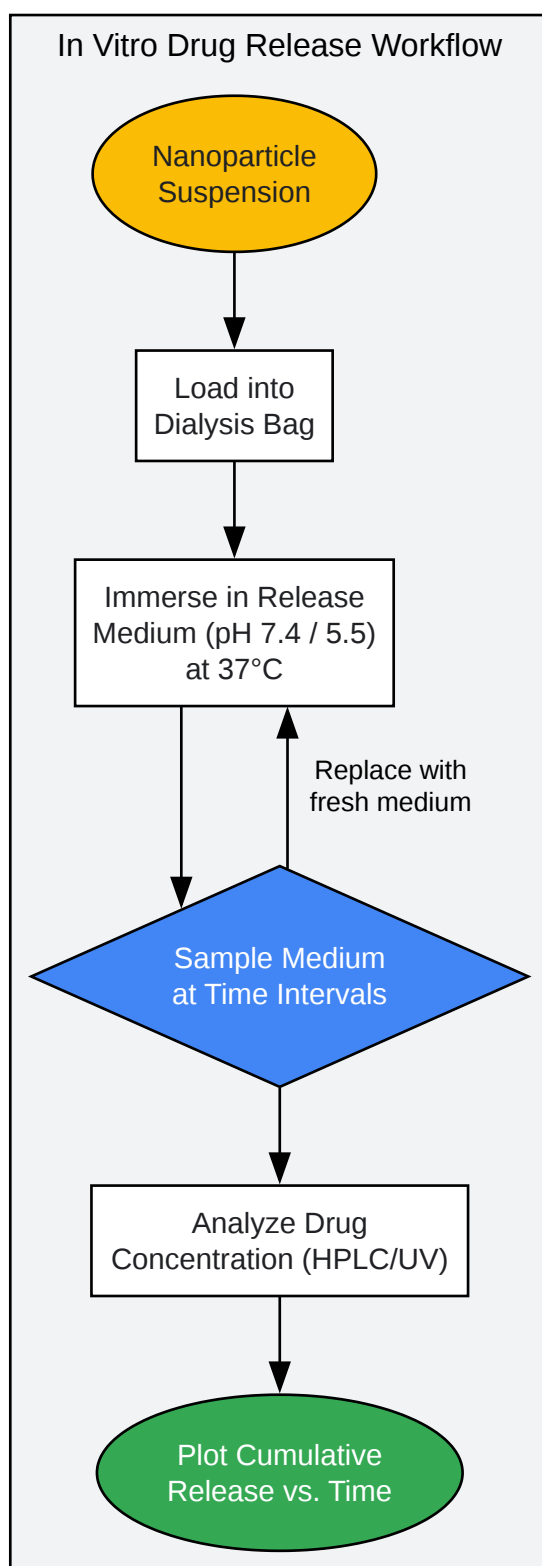 In Vitro Drug Release Workflow
Nanoparticle
Suspension
Load into
Dialysis Bag
Immerse in Release
Medium (pH 7.4 / 5.5)
at 37°C
Replace with
fresh medium
Sample Medium
at Time Intervals
Analyze Drug
Concentration (HPLC/UV)
Plot Cumulative
Release vs. Time